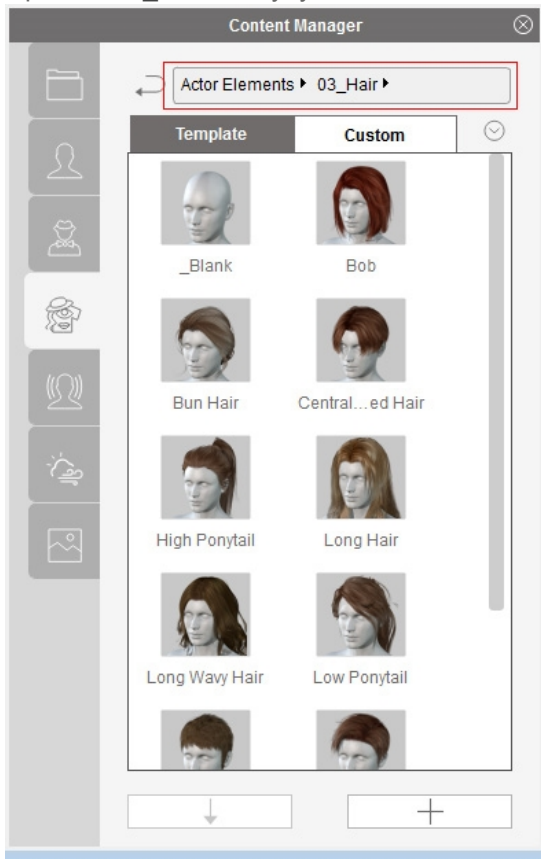 Content Manager
Actor Elements 03_Hair
Template Custom
_Blank Bob
Bun Hair Central...ed Hair
High Ponytail Long Hair
Long Wavy Hair Low Ponytail